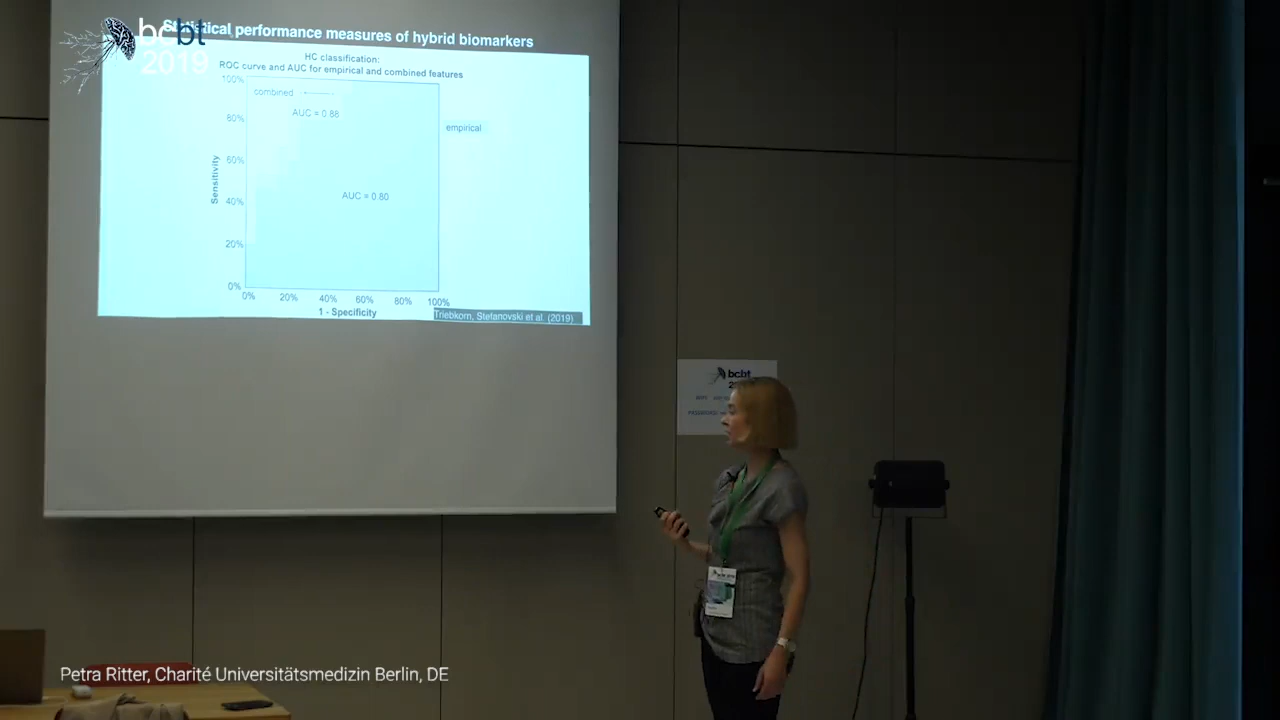 bcbt
2019
Statistical performance measures of hybrid biomarkers
HC classification:
ROC curve and AUC for empirical and combined features
100%
combined
AUC = 0.88
80%
empirical
60%
Sensitivity
AUC = 0.80
40%
20%
0%
0% 20% 40% 60% 80% 100%
1 - Specificity
Triebkorn, Stefanovski et al. (2019)
bcbt
Petra Ritter, Charité Universitätsmedizin Berlin, DE